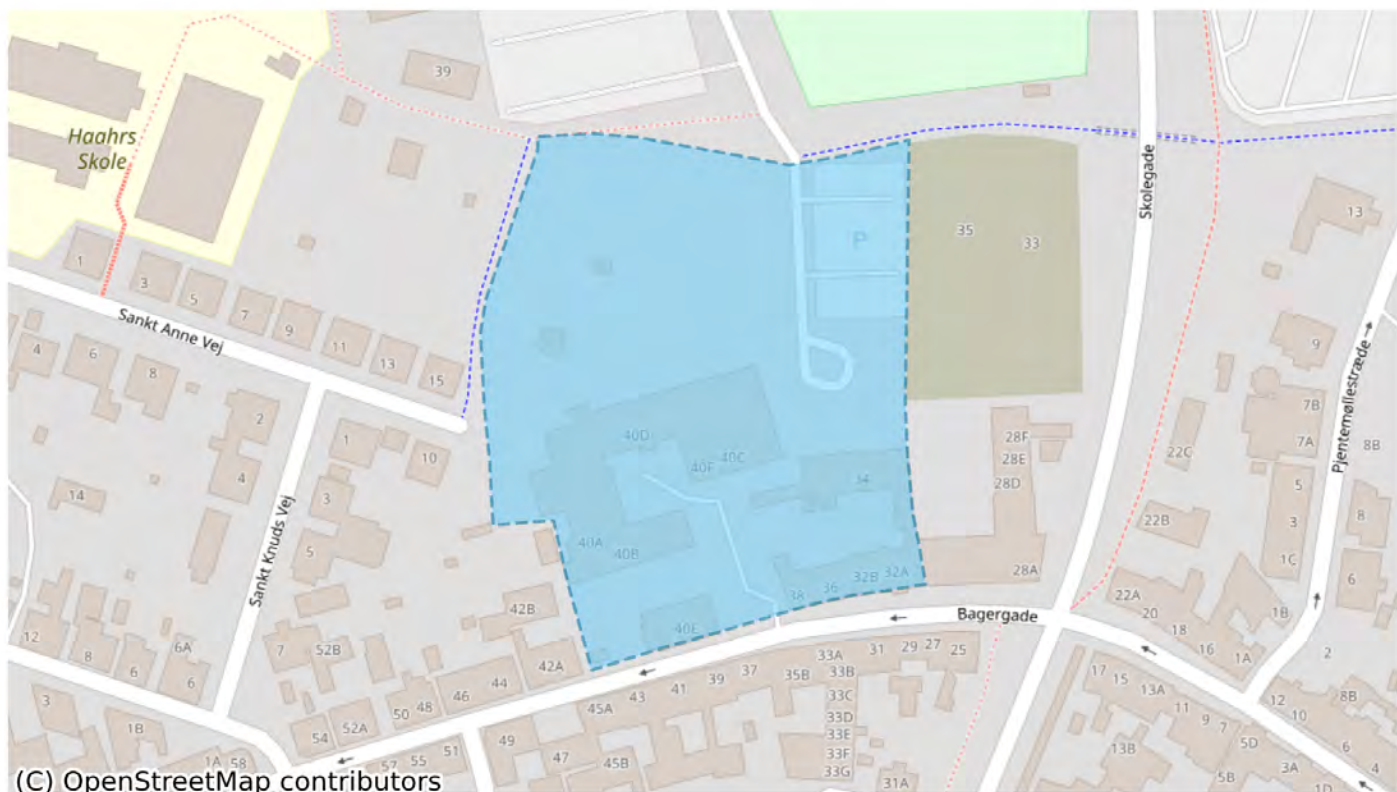 39
Haahrs
Skole
13
35
33
Skolegade
P
1
3
5
7
9
11
13
15
Sankt Anne Vej
4
6
8
2
1
10
4
3
5
14
Sankt Knuds Vej
12
8
6
6A
6
7
52B
3
1B
1A
58
54
52A
50
48
46
44
42A
42B
40D
40F
40C
40A
40B
40E
34
38
36
32B
32A
28F
28E
28D
28A
Bagergade
9
7B
7A
8B
Pjentemøllestræde
22C
22B
22A
5
3
1C
8
6
20
18
16
1A
1B
2
57
55
51
49
47
45A
45B
43
41
39
37
35B
33A
33B
33C
33D
33E
33F
33G
31
29
27
25
31A
17
15
13A
13B
11
9
7
5D
5B
3A
1D
12
10
8B
6
4
(C) OpenStreetMap contributors